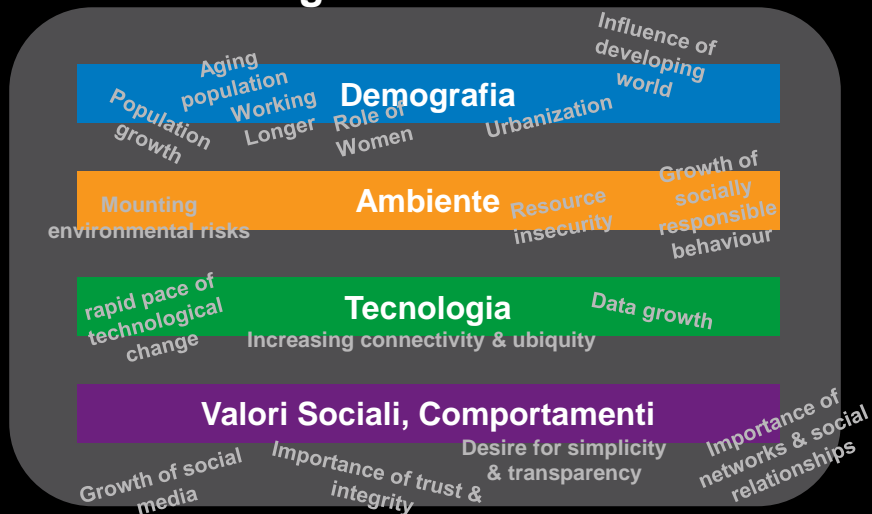 Influence of
developing
world
Aging
population
Demografia
Population
growth
Working
Longer
Role of
Women
Urbanization
Ambiente
Mounting
environmental risks
Resource
insecurity
Growth of
socially
responsible
behaviour
Tecnologia
rapid pace of
technological
change
Data growth
Increasing connectivity & ubiquity
Valori Sociali, Comportamenti
Growth of social
media
Importance of trust &
integrity
Desire for simplicity
& transparency
Importance of
networks & social
relationships